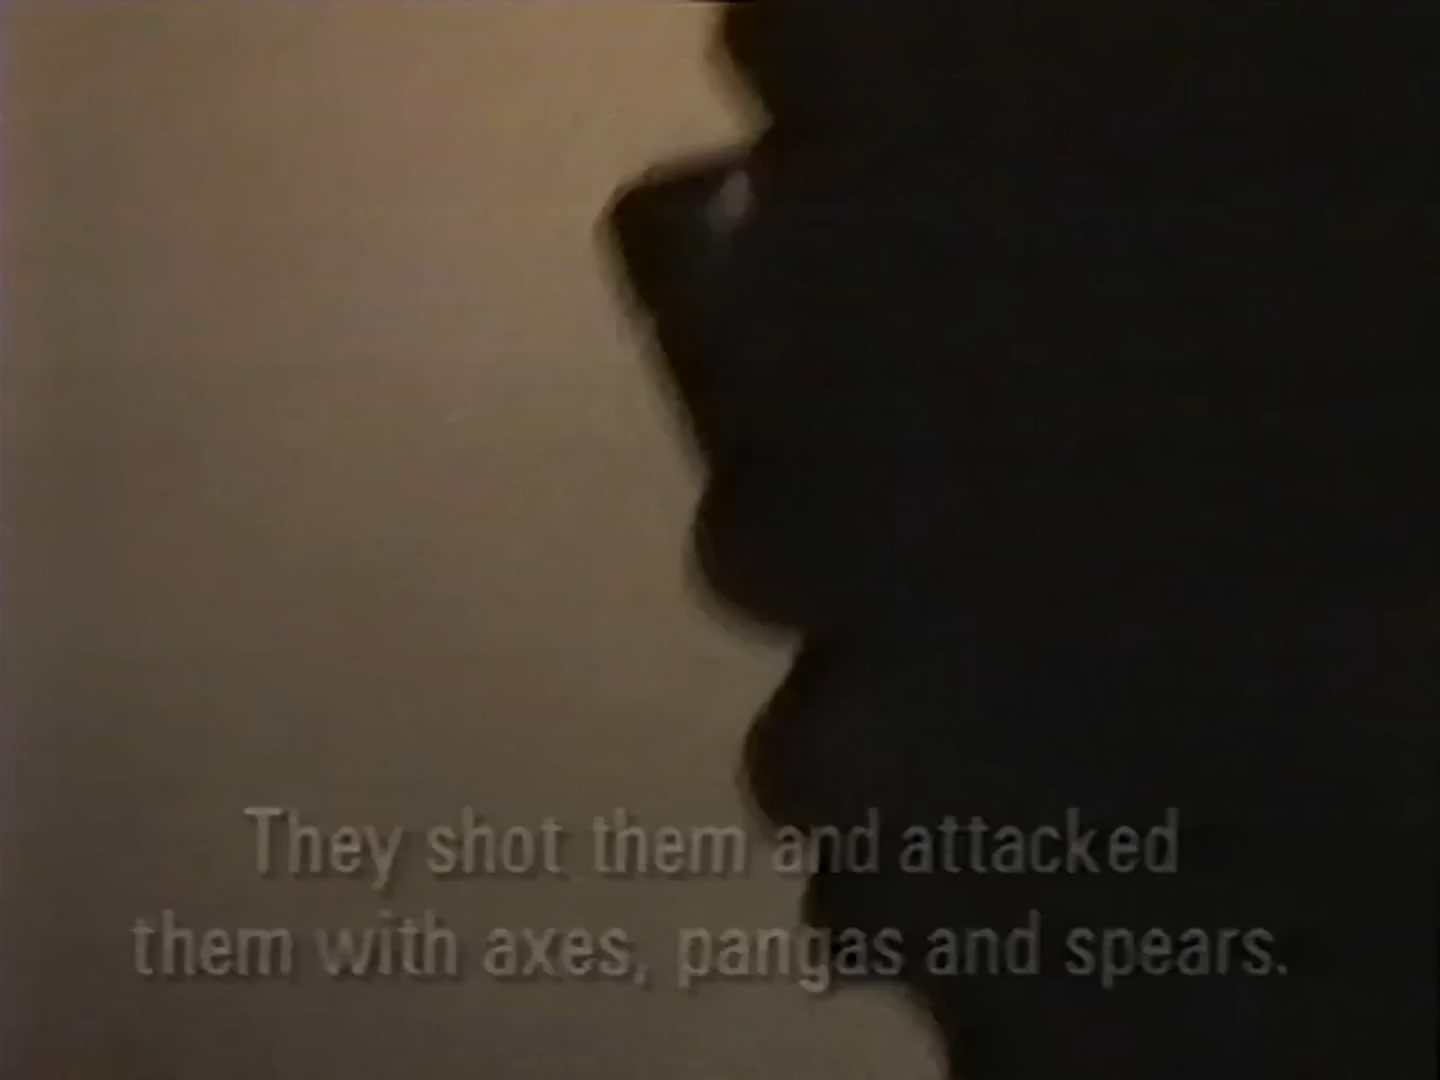 They shot them and attacked
them with axes, pangas and spears.